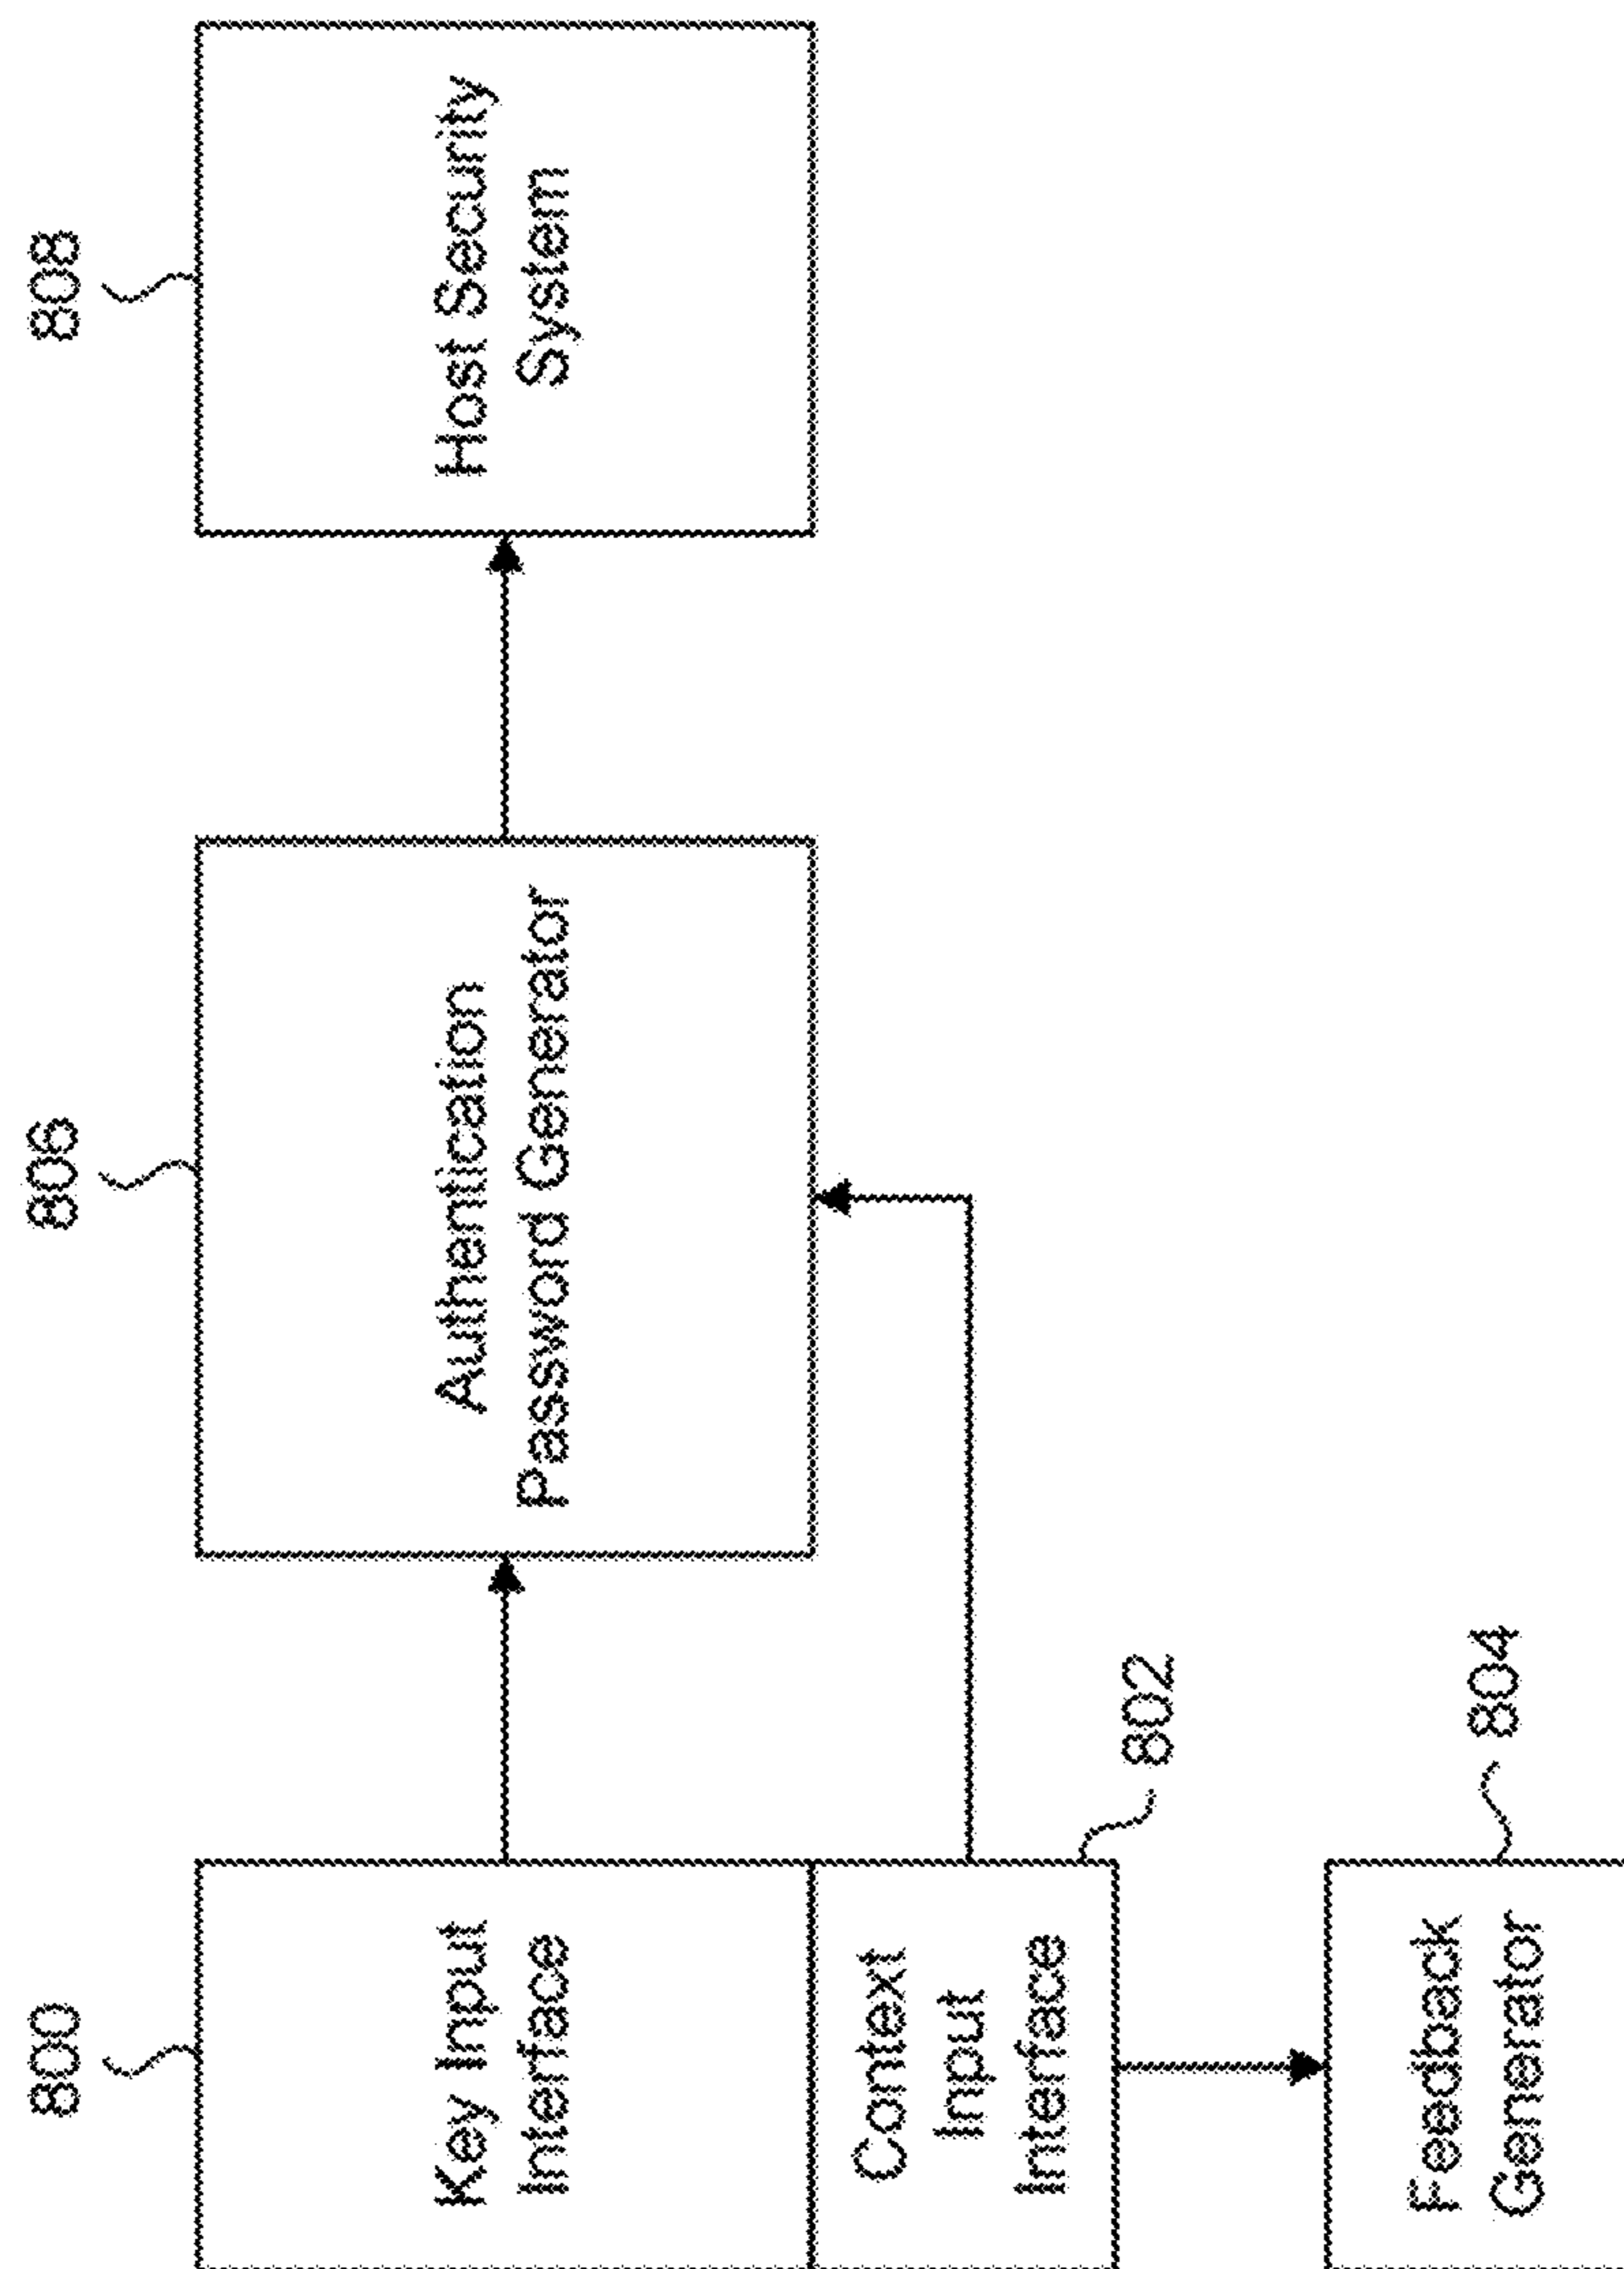 800
806
808
Key Input
Interface
Authentication
Password Generator
Host Security
System
Context
Input
Interface
802
804
Feedback
Generator